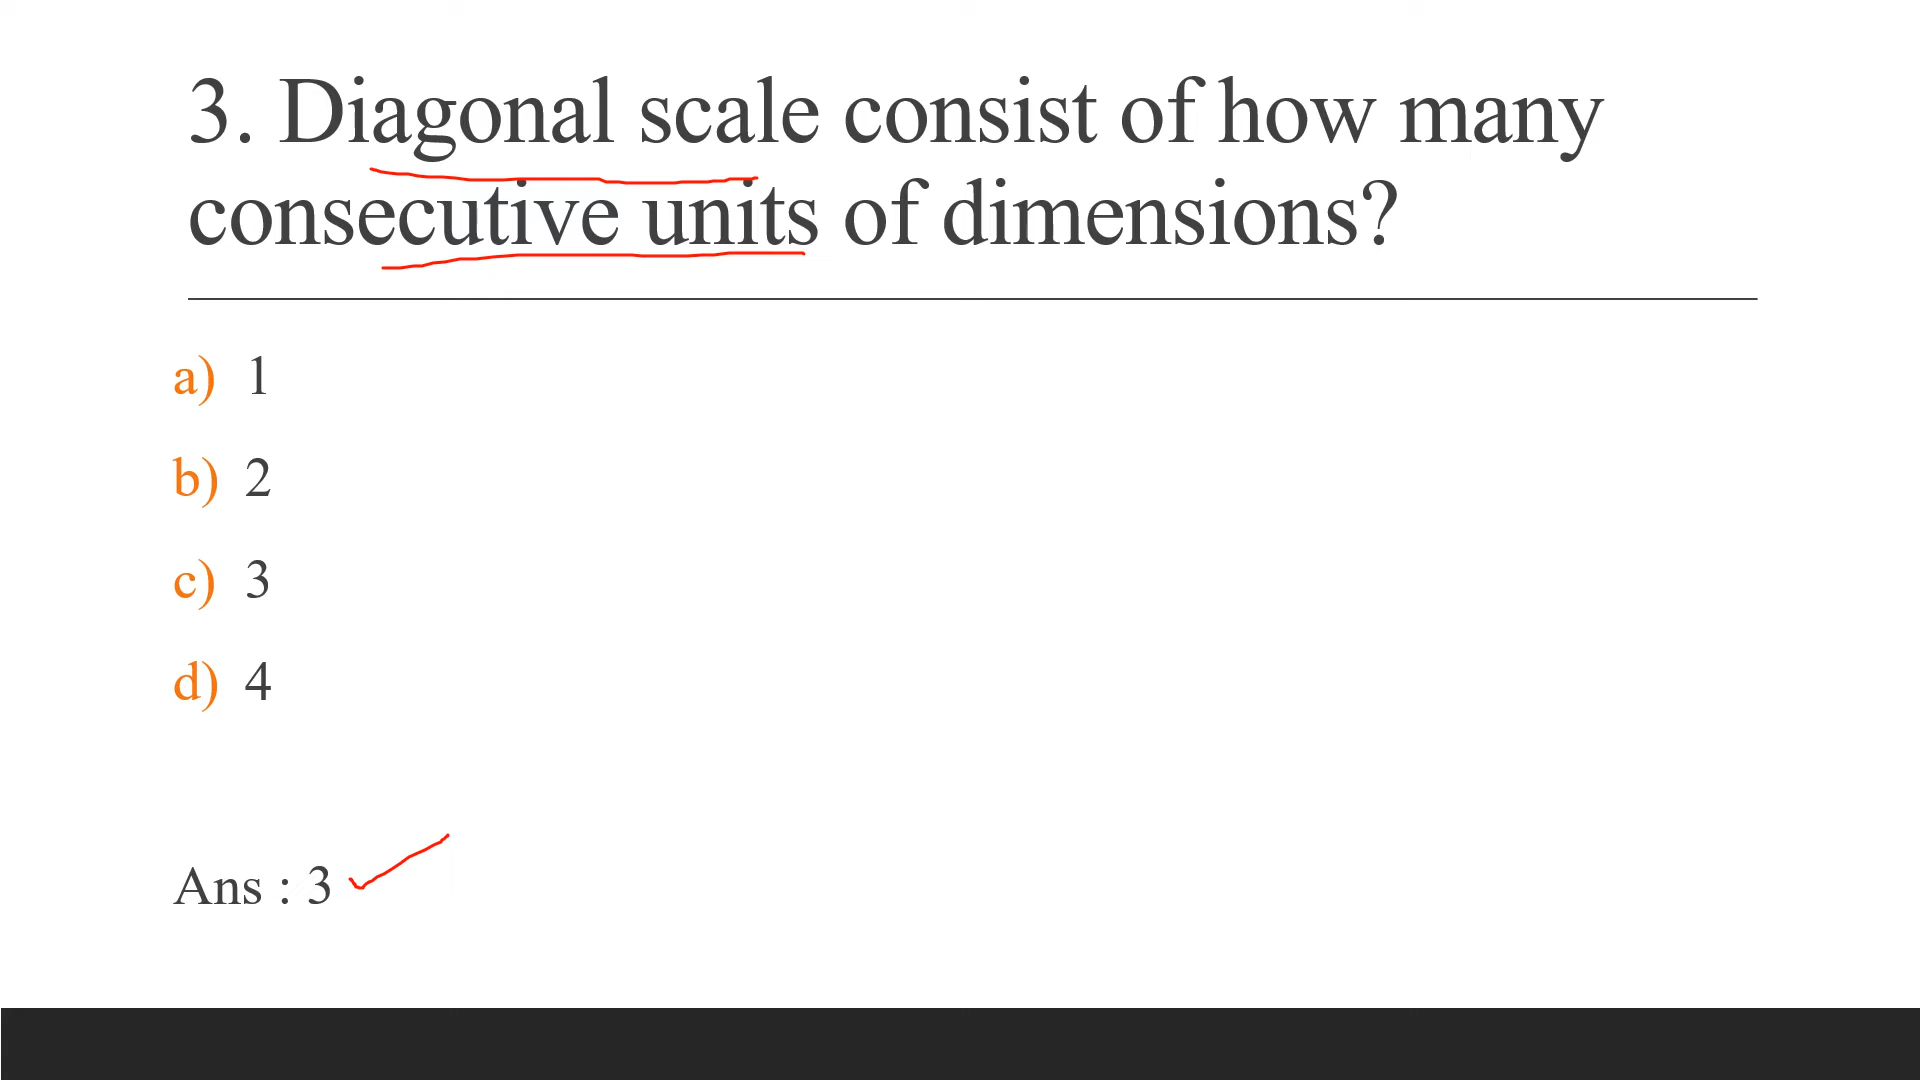 3. Diagonal scale consist of how many
consecutive units of dimensions?
a) 1
b) 2
c) 3
d) 4
Ans : 3